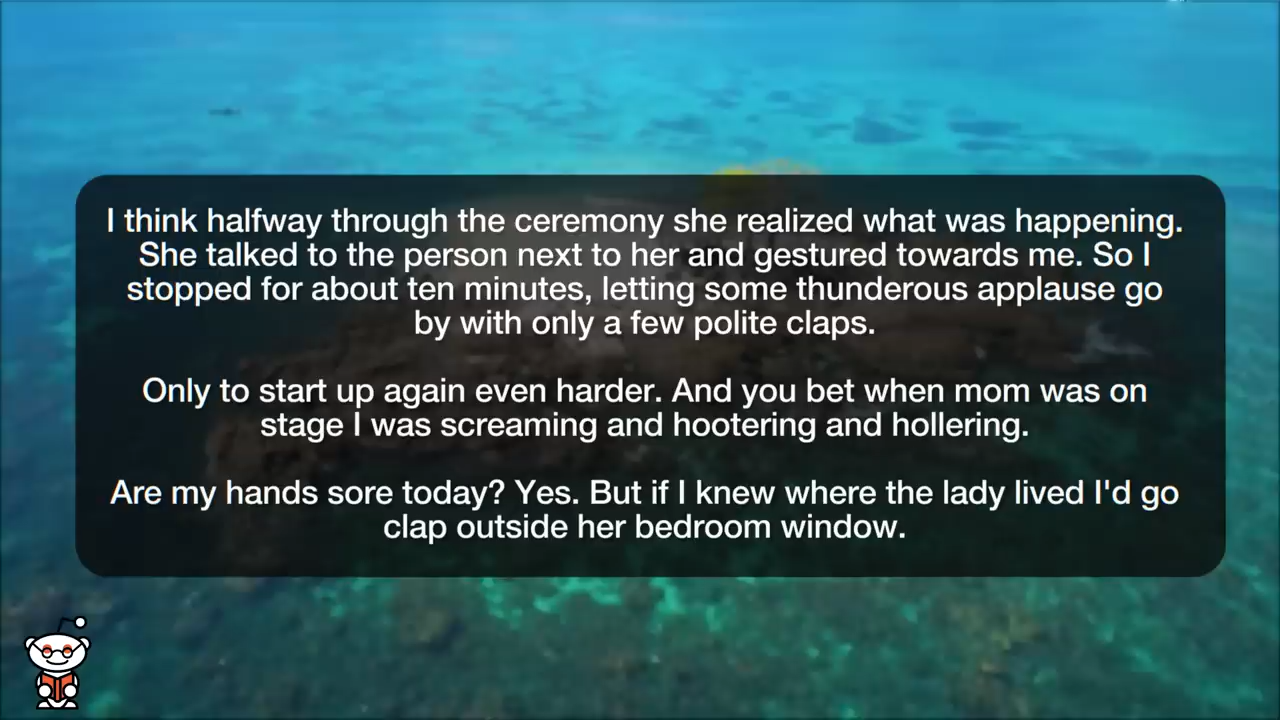 I think halfway through the ceremony she realized what was happening.
She talked to the person next to her and gestured towards me. So I
stopped for about ten minutes, letting some thunderous applause go
by with only a few polite claps.
Only to start up again even harder. And you bet when mom was on
stage I was screaming and hootering and hollering.
Are my hands sore today? Yes. But if I knew where the lady lived I'd go
clap outside her bedroom window.